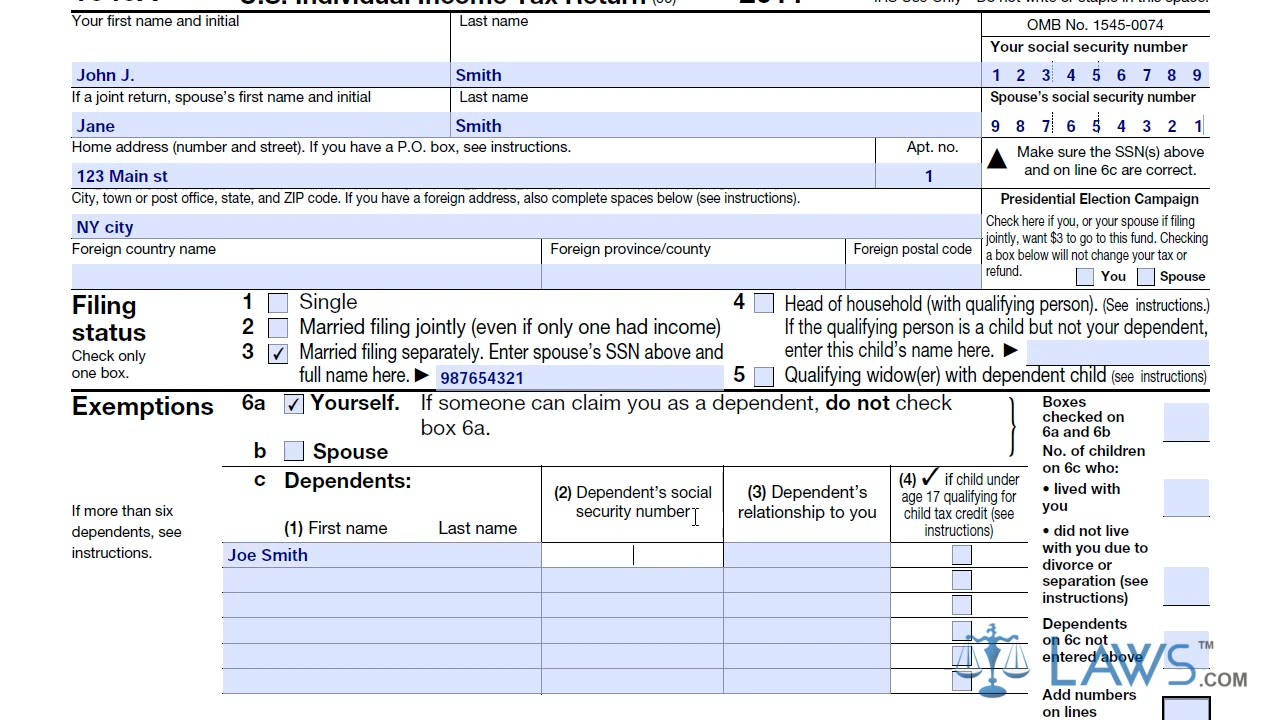 U.S. Individual Income Tax Return
Your first name and initial Last name OMB No. 1545-0074
Your social security number
John J. Smith 1 2 3 4 5 6 7 8 9
If a joint return, spouse's first name and initial Last name Spouse's social security number
Jane Smith 9 8 7 6 5 4 3 2 1
Home address (number and street). If you have a P.O. box, see instructions. Apt. no.
▲ Make sure the SSN(s) above
and on line 6c are correct.
123 Main st 1
City, town or post office, state, and ZIP code. If you have a foreign address, also complete spaces below (see instructions).
Presidential Election Campaign
Check here if you, or your spouse if filing
jointly, want $3 to go to this fund. Checking
a box below will not change your tax or
refund. You Spouse
NY city
Foreign country name Foreign province/county Foreign postal code
Filing
status
Check only
one box.
1 Single
2 Married filing jointly (even if only one had income)
3 ✓ Married filing separately. Enter spouse's SSN above and
full name here. ▶ 987654321
4 Head of household (with qualifying person). (See instructions.)
If the qualifying person is a child but not your dependent,
enter this child's name here. ▶
5 Qualifying widow(er) with dependent child (see instructions)
Exemptions
6a ✓ Yourself. If someone can claim you as a dependent, do not check
box 6a.
b Spouse
c Dependents:
(1) First name Last name
(2) Dependent's social
security number
(3) Dependent's
relationship to you
(4) ✓ if child under
age 17 qualifying for
child tax credit (see
instructions)
If more than six
dependents, see
instructions.
Joe Smith
Boxes
checked on
6a and 6b
No. of children
on 6c who:
• lived with
you
• did not live
with you due to
divorce or
separation (see
instructions)
Dependents
on 6c not
entered above
Add numbers
on lines
LAWS™.COM